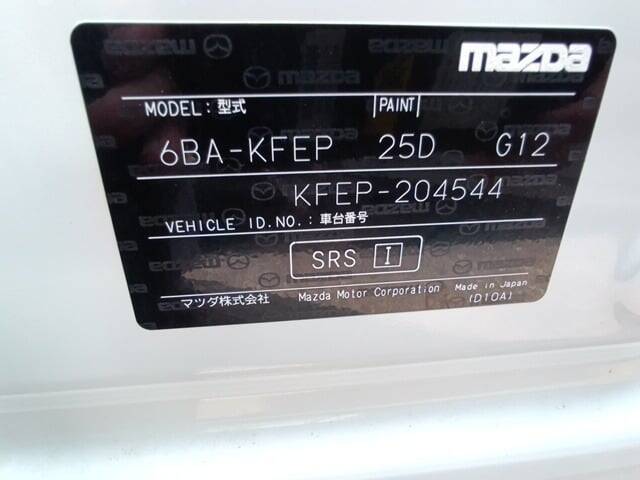 mazda
MODEL: 型式 PAINT
6BA-KFEP 25D G12
KFEP-204544
VEHICLE ID.NO.: 車台番号
SRS I
マツダ株式会社 Mazda Motor Corporation Made in Japan
(D10A)